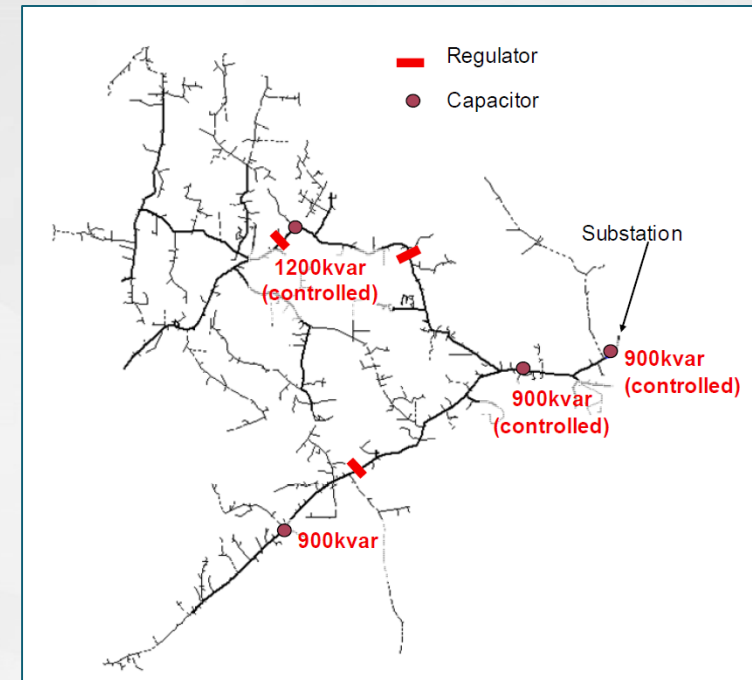 Regulator
Capacitor
Substation
1200kvar
(controlled)
900kvar
(controlled)
900kvar
(controlled)
900kvar